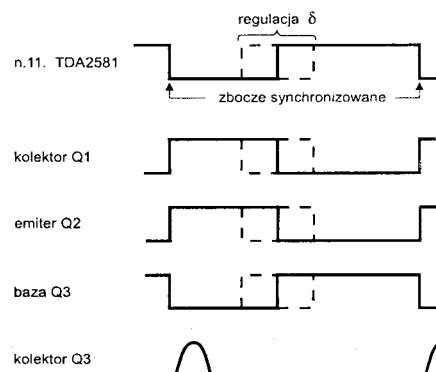 regulacja δ
n.11. TDA2581
zbocze synchronizowane
kolektor Q1
emiter Q2
baza Q3
kolektor Q3